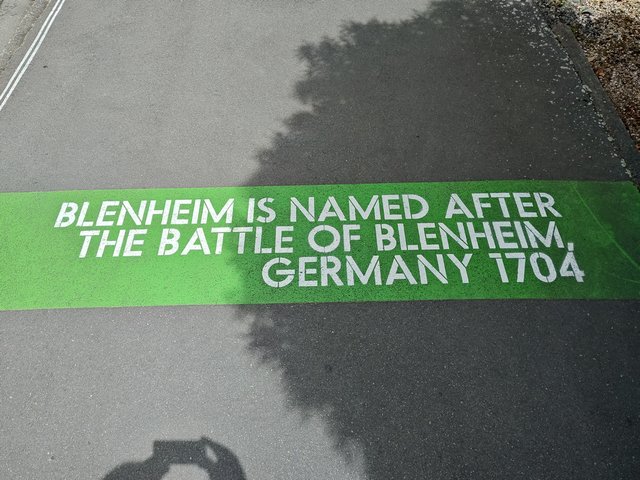 BLENHEIM IS NAMED AFTER
THE BATTLE OF BLENHEIM,
GERMANY 1704